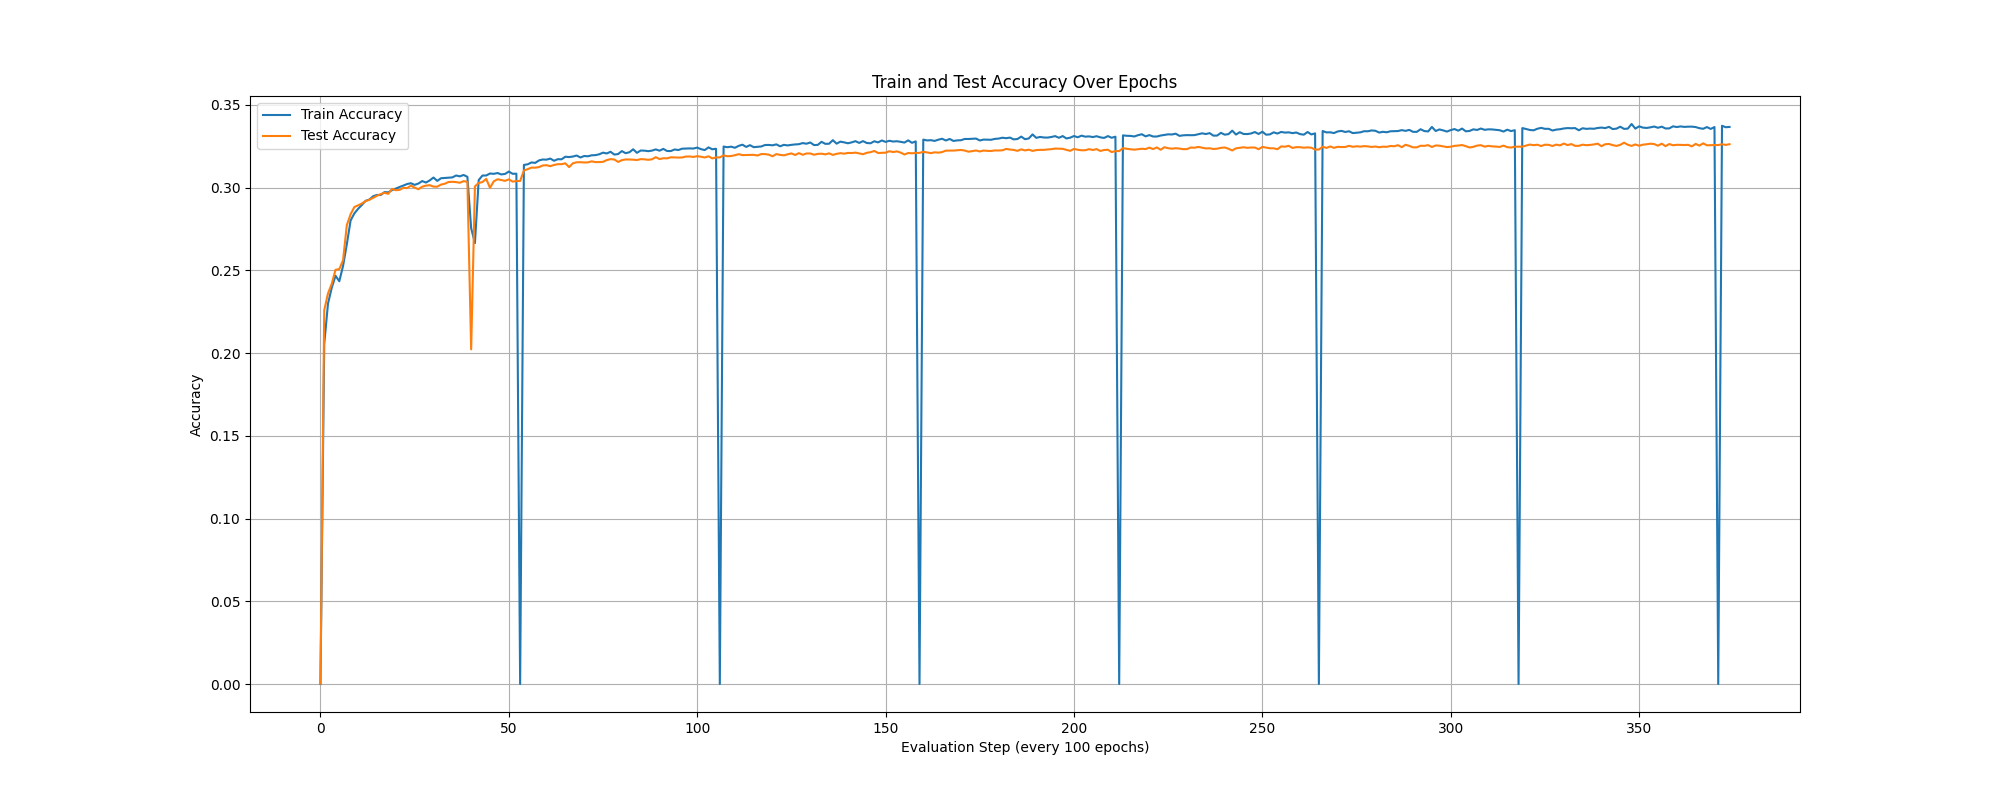 Train and Test Accuracy Over Epochs
Train Accuracy
Test Accuracy
Accuracy
0.35
0.30
0.25
0.20
0.15
0.10
0.05
0.00
0 50 100 150 200 250 300 350
Evaluation Step (every 100 epochs)